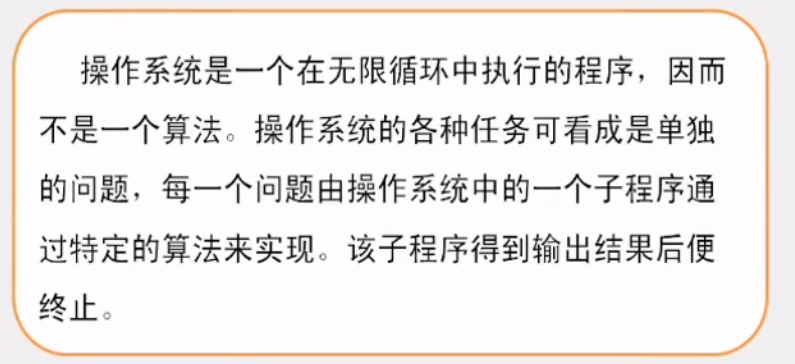 操作系统是一个在无限循环中执行的程序，因而
不是一个算法。操作系统的各种任务可看成是单独
的问题，每一个问题由操作系统中的一个子程序通
过特定的算法来实现。该子程序得到输出结果后便
终止。